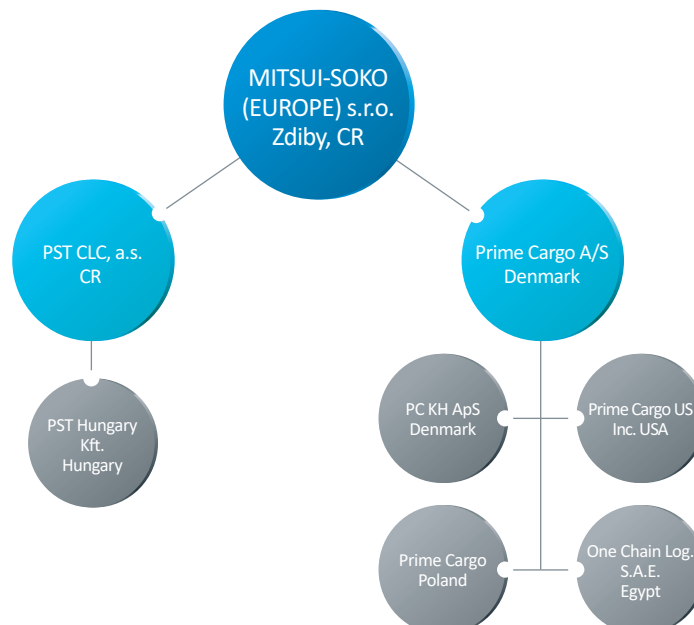 MITSUI-SOKO
(EUROPE) s.r.o.
Zdiby, CR
PST CLC, a.s.
CR
Prime Cargo A/S
Denmark
PST Hungary
Kft.
Hungary
PC KH ApS
Denmark
Prime Cargo US
Inc. USA
Prime Cargo
Poland
One Chain Log.
S.A.E.
Egypt